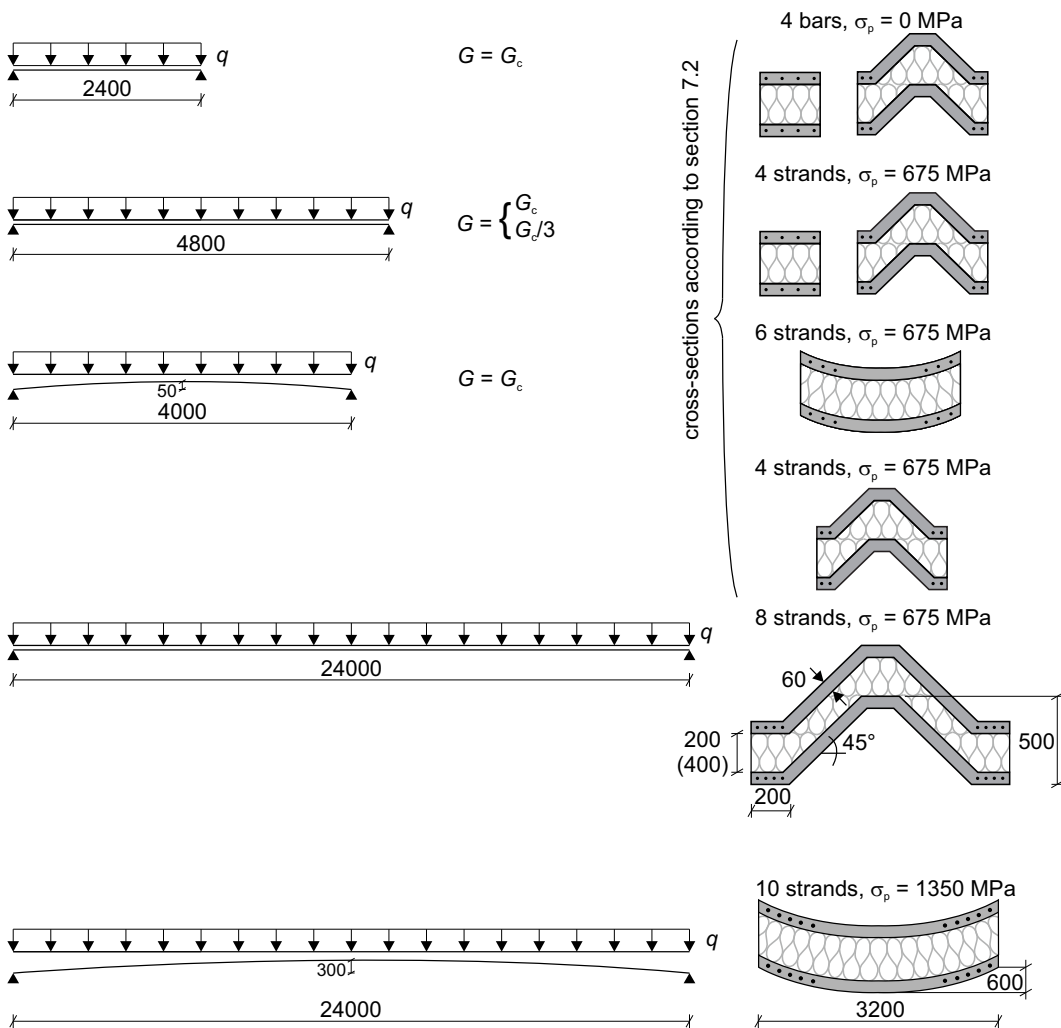 4 bars, σp = 0 MPa
q
G = Gc
2400
cross-sections according to section 7.2
4 strands, σp = 675 MPa
q
G = { Gc
Gc/3
4800
6 strands, σp = 675 MPa
q
50
G = Gc
4000
4 strands, σp = 675 MPa
8 strands, σp = 675 MPa
q
24000
60
200
(400)
45°
500
200
10 strands, σp = 1350 MPa
q
300
600
24000
3200